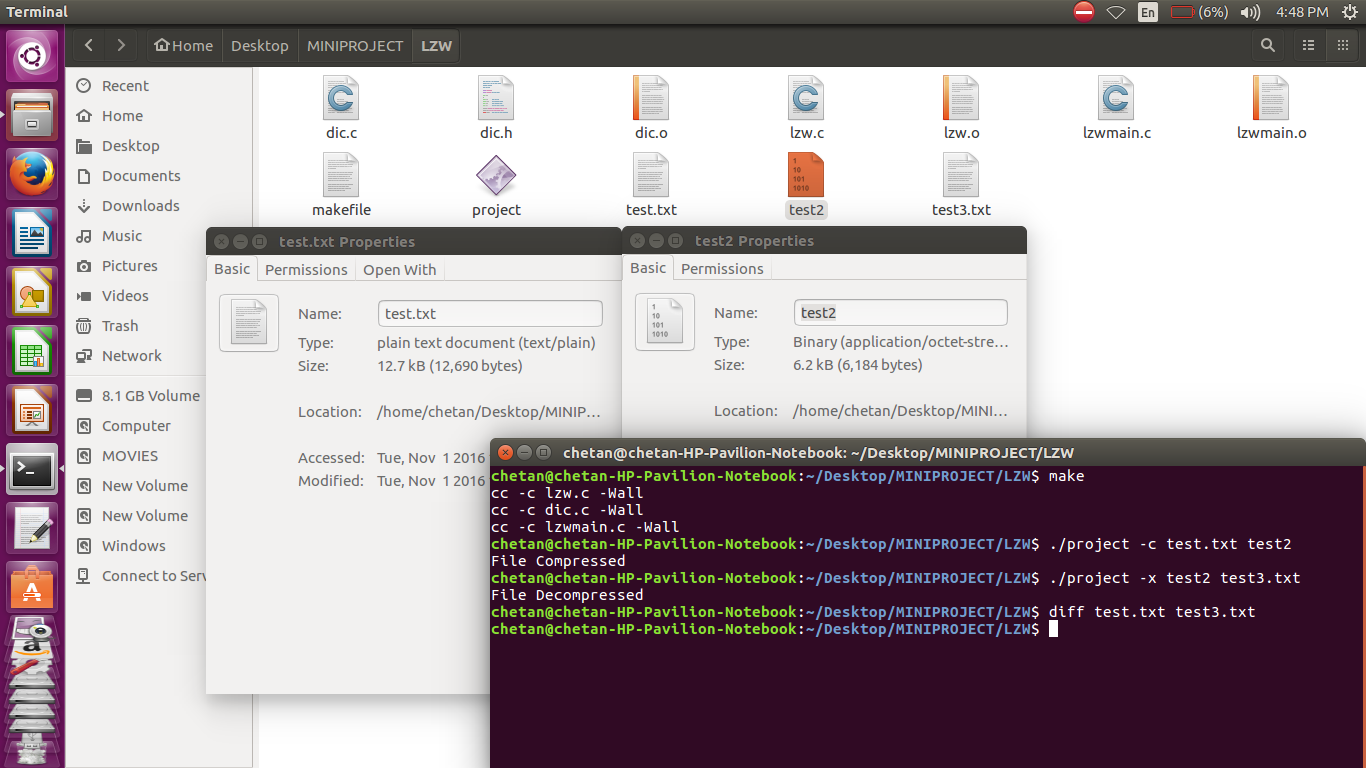 Terminal
En
(6%)
4:48 PM
Home Desktop MINIPROJECT LZW
Recent
Home
Desktop
Documents
Downloads
Music
Pictures
Videos
Trash
Network
8.1 GB Volume
Computer
MOVIES
New Volume
New Volume
Windows
Connect to Serv
dic.c dic.h dic.o lzw.c lzw.o lzwmain.c lzwmain.o
makefile project test.txt test2 test3.txt
test.txt Properties
Basic Permissions Open With
Name: test.txt
Type: plain text document (text/plain)
Size: 12.7 kB (12,690 bytes)
Location: /home/chetan/Desktop/MINIP…
Accessed: Tue, Nov 1 2016
Modified: Tue, Nov 1 2016
test2 Properties
Basic Permissions
1
10
101
1010
Name: test2
Type: Binary (application/octet-stre…
Size: 6.2 kB (6,184 bytes)
Location: /home/chetan/Desktop/MINI…
chetan@chetan-HP-Pavilion-Notebook: ~/Desktop/MINIPROJECT/LZW
chetan@chetan-HP-Pavilion-Notebook:~/Desktop/MINIPROJECT/LZW$ make
cc -c lzw.c -Wall
cc -c dic.c -Wall
cc -c lzwmain.c -Wall
chetan@chetan-HP-Pavilion-Notebook:~/Desktop/MINIPROJECT/LZW$ ./project -c test.txt test2
File Compressed
chetan@chetan-HP-Pavilion-Notebook:~/Desktop/MINIPROJECT/LZW$ ./project -x test2 test3.txt
File Decompressed
chetan@chetan-HP-Pavilion-Notebook:~/Desktop/MINIPROJECT/LZW$ diff test.txt test3.txt
chetan@chetan-HP-Pavilion-Notebook:~/Desktop/MINIPROJECT/LZW$